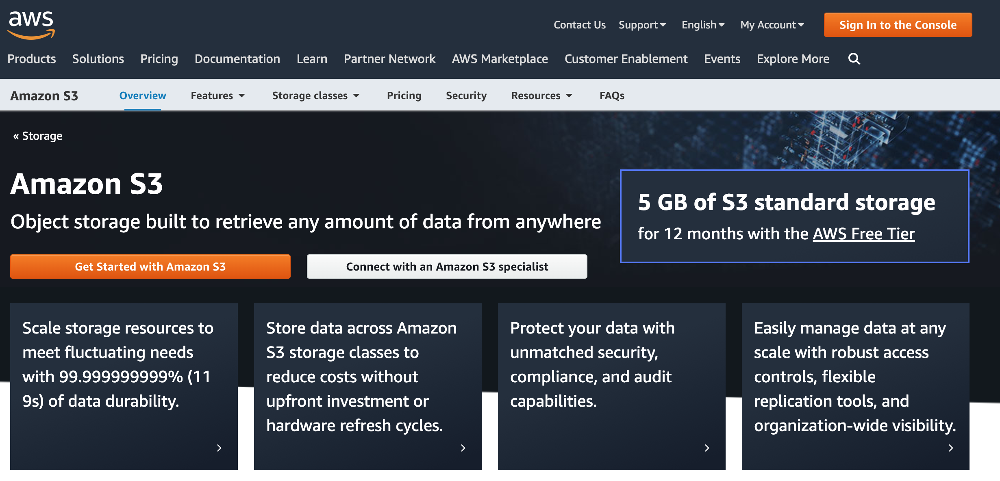 aws
Contact Us Support English My Account Sign In to the Console
Products Solutions Pricing Documentation Learn Partner Network AWS Marketplace Customer Enablement Events Explore More
Amazon S3 Overview Features Storage classes Pricing Security Resources FAQs
« Storage
Amazon S3
Object storage built to retrieve any amount of data from anywhere
Get Started with Amazon S3 Connect with an Amazon S3 specialist
5 GB of S3 standard storage
for 12 months with the AWS Free Tier
Scale storage resources to
meet fluctuating needs
with 99.999999999% (11
9s) of data durability.
Store data across Amazon
S3 storage classes to
reduce costs without
upfront investment or
hardware refresh cycles.
Protect your data with
unmatched security,
compliance, and audit
capabilities.
Easily manage data at any
scale with robust access
controls, flexible
replication tools, and
organization-wide visibility.